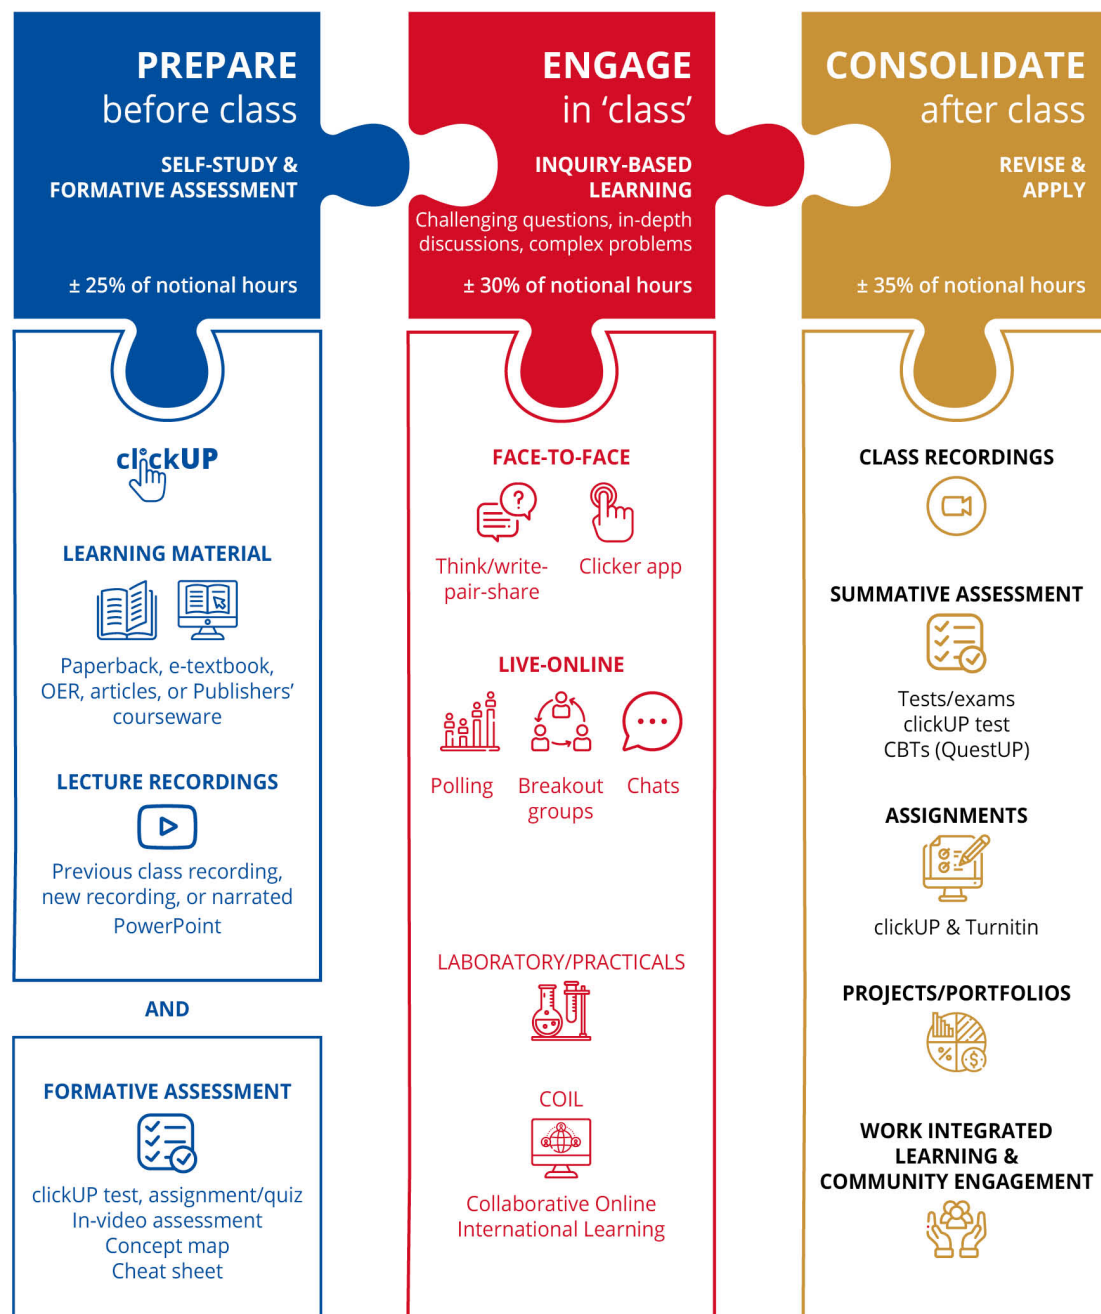 PREPARE
before class
SELF-STUDY &
FORMATIVE ASSESSMENT
± 25% of notional hours
clickUP
LEARNING MATERIAL
Paperback, e-textbook,
OER, articles, or Publishers’
courseware
LECTURE RECORDINGS
Previous class recording,
new recording, or narrated
PowerPoint
AND
FORMATIVE ASSESSMENT
clickUP test, assignment/quiz
In-video assessment
Concept map
Cheat sheet
ENGAGE
in ‘class’
INQUIRY-BASED
LEARNING
Challenging questions, in-depth
discussions, complex problems
± 30% of notional hours
FACE-TO-FACE
?
Think/write-
pair-share
Clicker app
LIVE-ONLINE
Polling
Breakout
groups
Chats
LABORATORY/PRACTICALS
COIL
Collaborative Online
International Learning
CONSOLIDATE
after class
REVISE &
APPLY
± 35% of notional hours
CLASS RECORDINGS
SUMMATIVE ASSESSMENT
Tests/exams
clickUP test
CBTs (QuestUP)
ASSIGNMENTS
clickUP & Turnitin
PROJECTS/PORTFOLIOS
%
$
WORK INTEGRATED
LEARNING &
COMMUNITY ENGAGEMENT